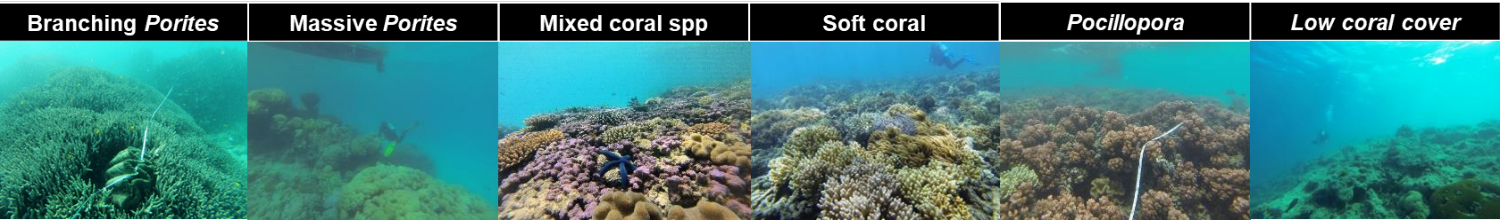 Branching Porites
Massive Porites
Mixed coral spp
Soft coral
Pocillopora
Low coral cover